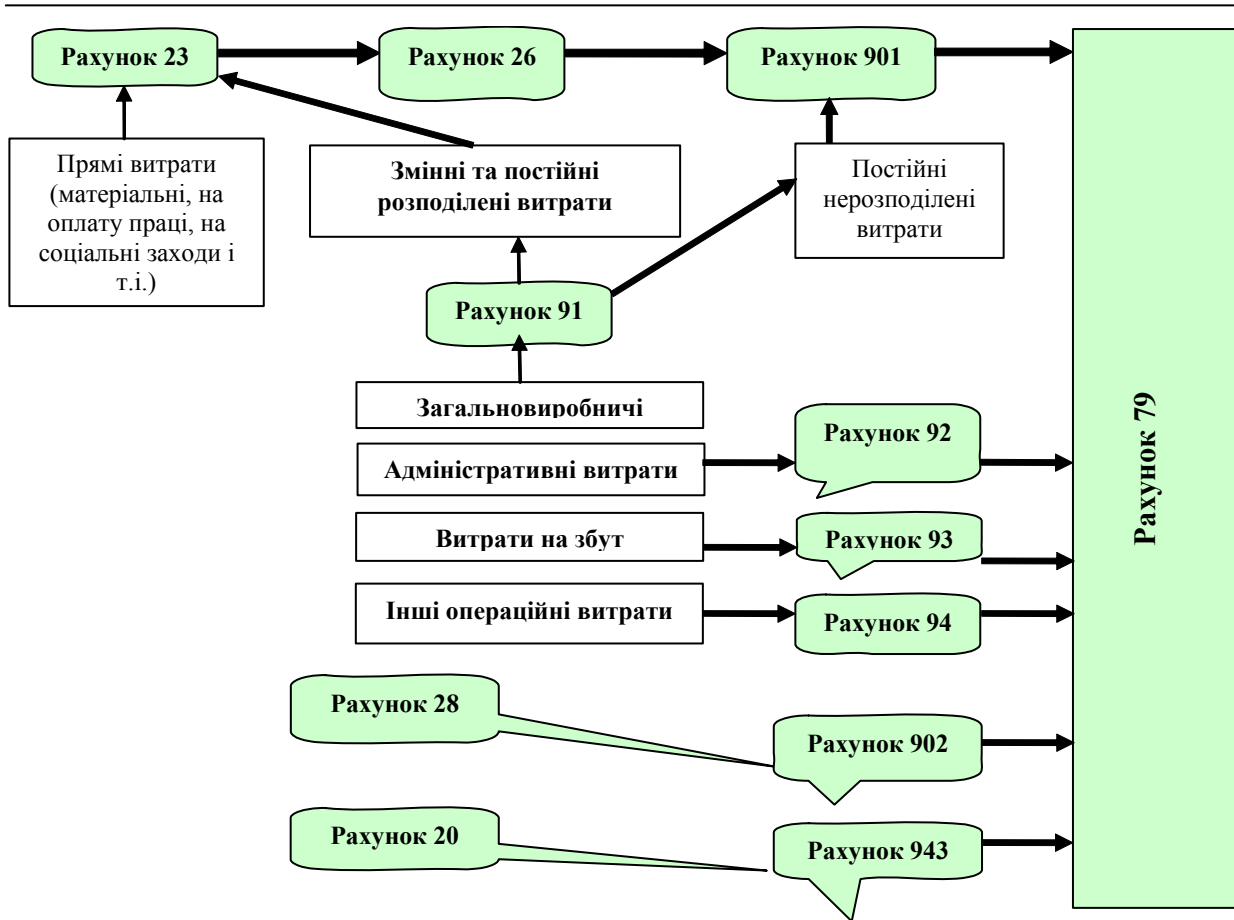 Рахунок 23
Рахунок 26
Рахунок 901
Прямі витрати
(матеріальні, на
оплату праці, на
соціальні заходи і
т.і.)
Змінні та постійні
розподілені витрати
Постійні
нерозподілені
витрати
Рахунок 91
Загальновиробничі
Адміністративні витрати
Рахунок 92
Витрати на збут
Рахунок 93
Інші операційні витрати
Рахунок 94
Рахунок 28
Рахунок 902
Рахунок 20
Рахунок 943
Рахунок 79